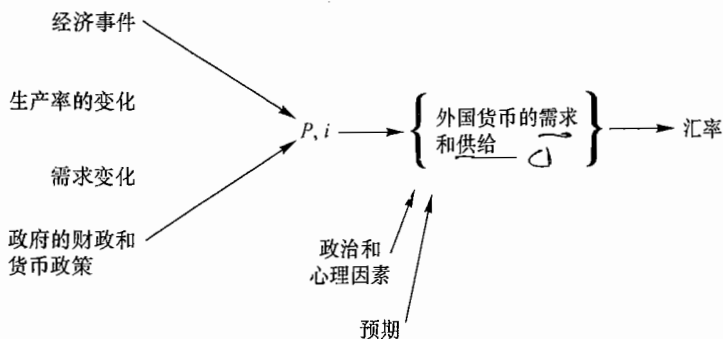 经济事件
生产率的变化
需求变化
政府的财政和
货币政策
P、i
外国货币的需求
和供给
汇率
政治和
心理因素
预期